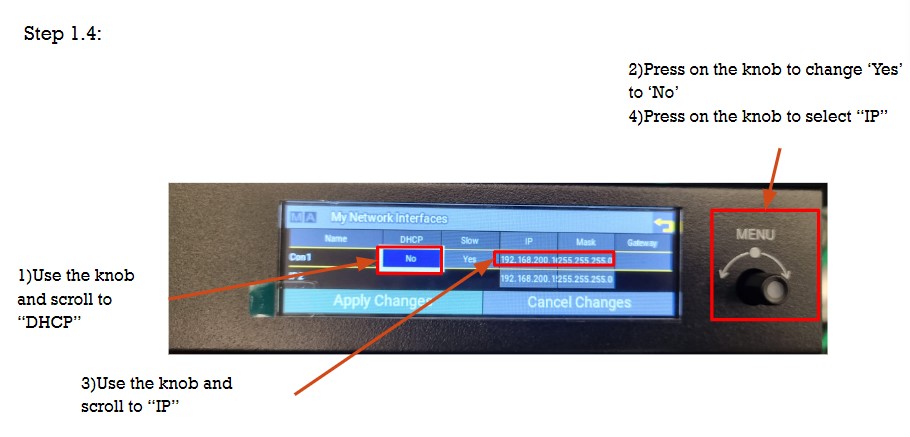 Step 1.4:
2)Press on the knob to change ‘Yes’
to ‘No’
4)Press on the knob to select “IP”
MA My Network Interfaces
MENU
Name DHCP Slow IP Mask Gateway
Con1 No Yes 192.168.200.1 255.255.255.0
192.168.200.1 255.255.255.0
Apply Changes Cancel Changes
1)Use the knob
and scroll to
“DHCP”
3)Use the knob and
scroll to “IP”